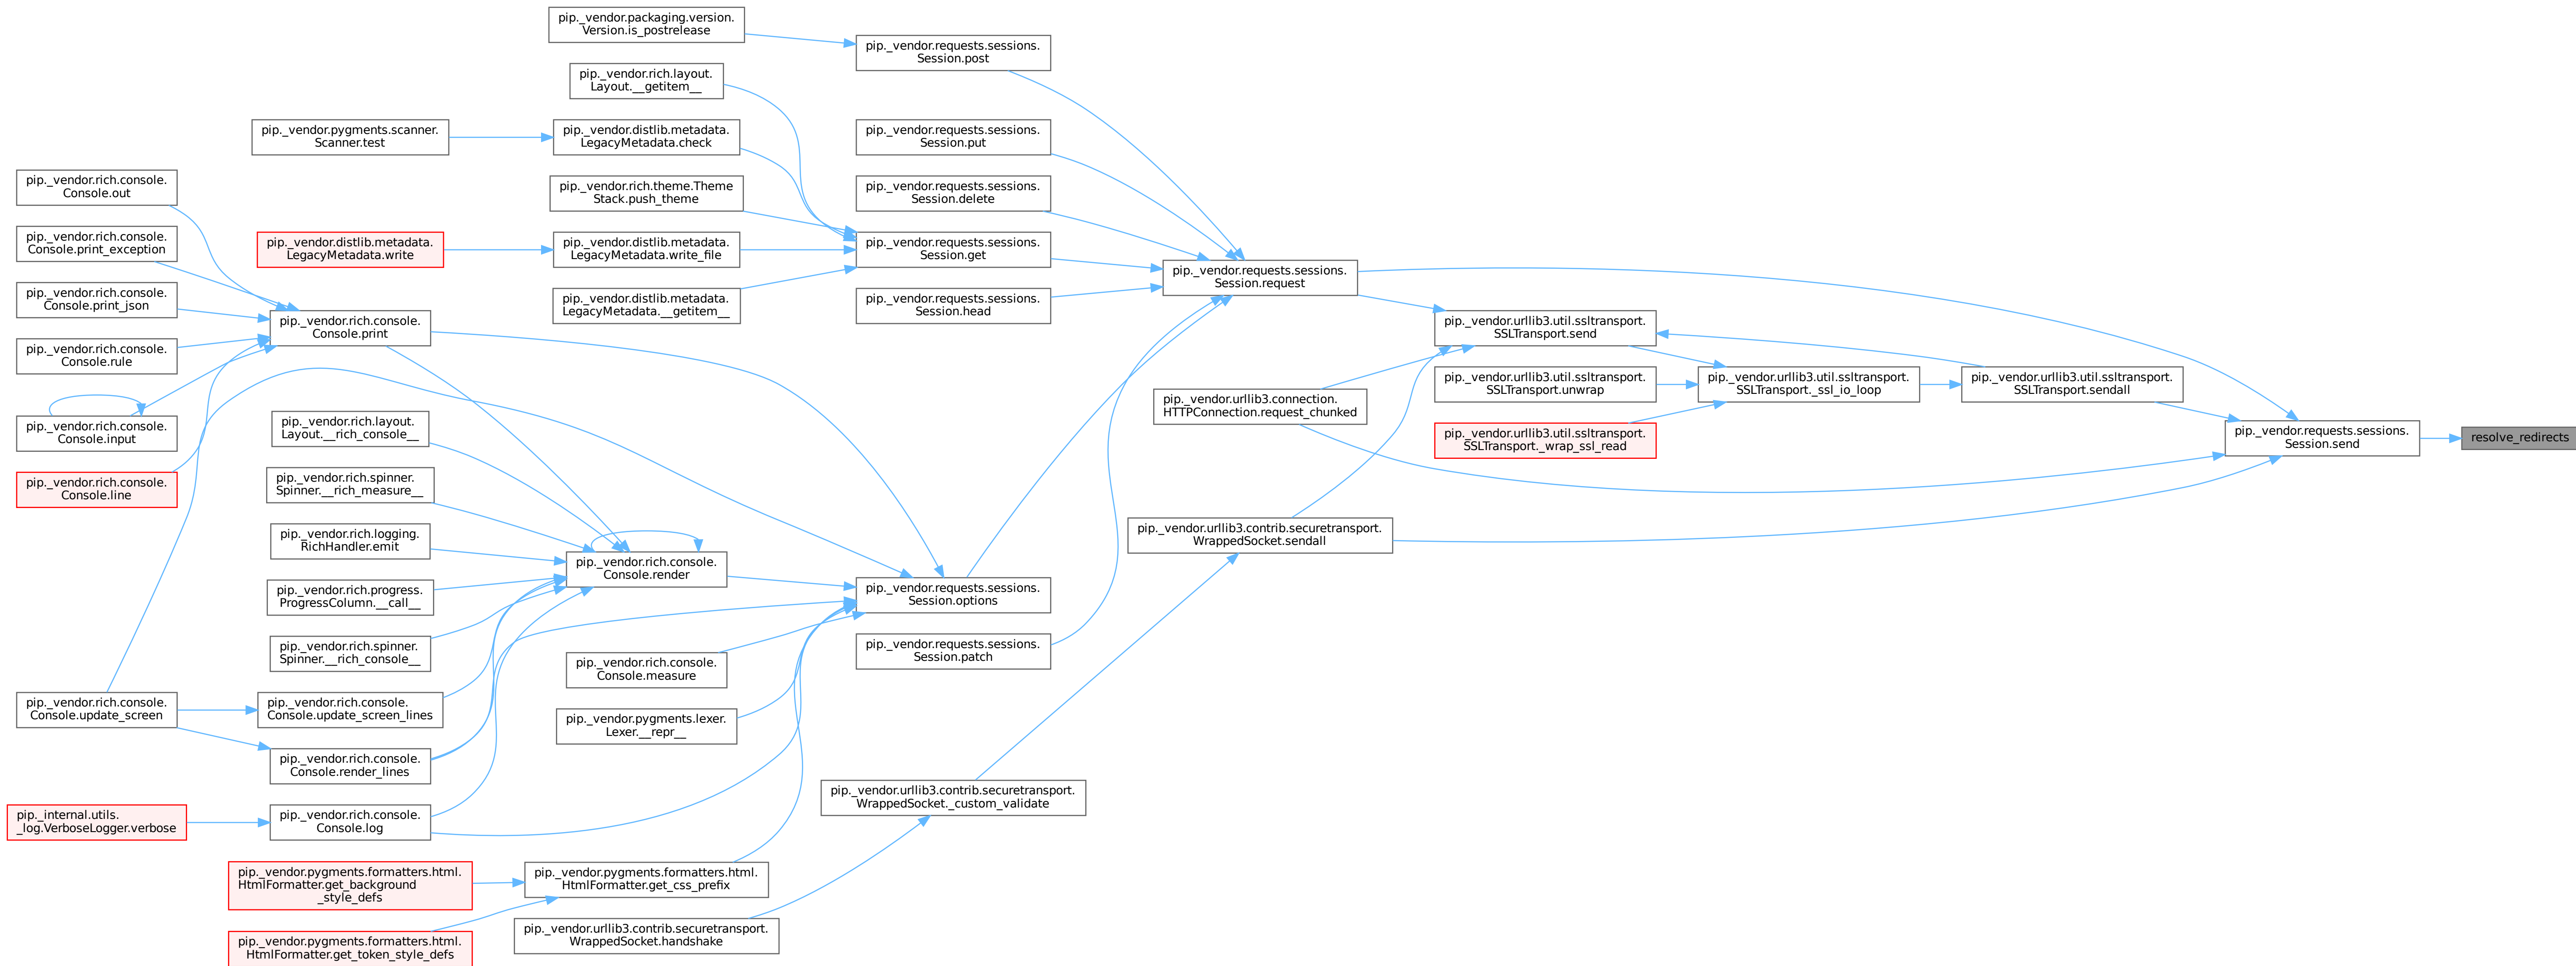 pip._vendor.packaging.version.
Version.is_postrelease
pip._vendor.requests.sessions.
Session.post
pip._vendor.rich.layout.
Layout.__getitem__
pip._vendor.pygments.scanner.
Scanner.test
pip._vendor.distlib.metadata.
LegacyMetadata.check
pip._vendor.requests.sessions.
Session.put
pip._vendor.rich.console.
Console.out
pip._vendor.rich.theme.Theme
Stack.push_theme
pip._vendor.requests.sessions.
Session.delete
pip._vendor.rich.console.
Console.print_exception
pip._vendor.distlib.metadata.
LegacyMetadata.write
pip._vendor.distlib.metadata.
LegacyMetadata.write_file
pip._vendor.requests.sessions.
Session.get
pip._vendor.requests.sessions.
Session.request
pip._vendor.rich.console.
Console.print_json
pip._vendor.distlib.metadata.
LegacyMetadata.__getitem__
pip._vendor.requests.sessions.
Session.head
pip._vendor.rich.console.
Console.print
pip._vendor.urllib3.util.ssltransport.
SSLTransport.send
pip._vendor.rich.console.
Console.rule
pip._vendor.urllib3.connection.
HTTPConnection.request_chunked
pip._vendor.urllib3.util.ssltransport.
SSLTransport.unwrap
pip._vendor.urllib3.util.ssltransport.
SSLTransport._ssl_io_loop
pip._vendor.urllib3.util.ssltransport.
SSLTransport.sendall
pip._vendor.rich.console.
Console.input
pip._vendor.rich.layout.
Layout.__rich_console__
pip._vendor.urllib3.util.ssltransport.
SSLTransport._wrap_ssl_read
pip._vendor.requests.sessions.
Session.send
resolve_redirects
pip._vendor.rich.console.
Console.line
pip._vendor.rich.spinner.
Spinner.__rich_measure__
pip._vendor.rich.logging.
RichHandler.emit
pip._vendor.urllib3.contrib.securetransport.
WrappedSocket.sendall
pip._vendor.rich.console.
Console.render
pip._vendor.rich.progress.
ProgressColumn.__call__
pip._vendor.requests.sessions.
Session.options
pip._vendor.rich.spinner.
Spinner.__rich_console__
pip._vendor.rich.console.
Console.measure
pip._vendor.requests.sessions.
Session.patch
pip._vendor.rich.console.
Console.update_screen
pip._vendor.rich.console.
Console.update_screen_lines
pip._vendor.pygments.lexer.
Lexer.__repr__
pip._vendor.rich.console.
Console.render_lines
pip._vendor.urllib3.contrib.securetransport.
WrappedSocket._custom_validate
pip._internal.utils.
_log.VerboseLogger.verbose
pip._vendor.rich.console.
Console.log
pip._vendor.pygments.formatters.html.
HtmlFormatter.get_background
_style_defs
pip._vendor.pygments.formatters.html.
HtmlFormatter.get_css_prefix
pip._vendor.pygments.formatters.html.
HtmlFormatter.get_token_style_defs
pip._vendor.urllib3.contrib.securetransport.
WrappedSocket.handshake